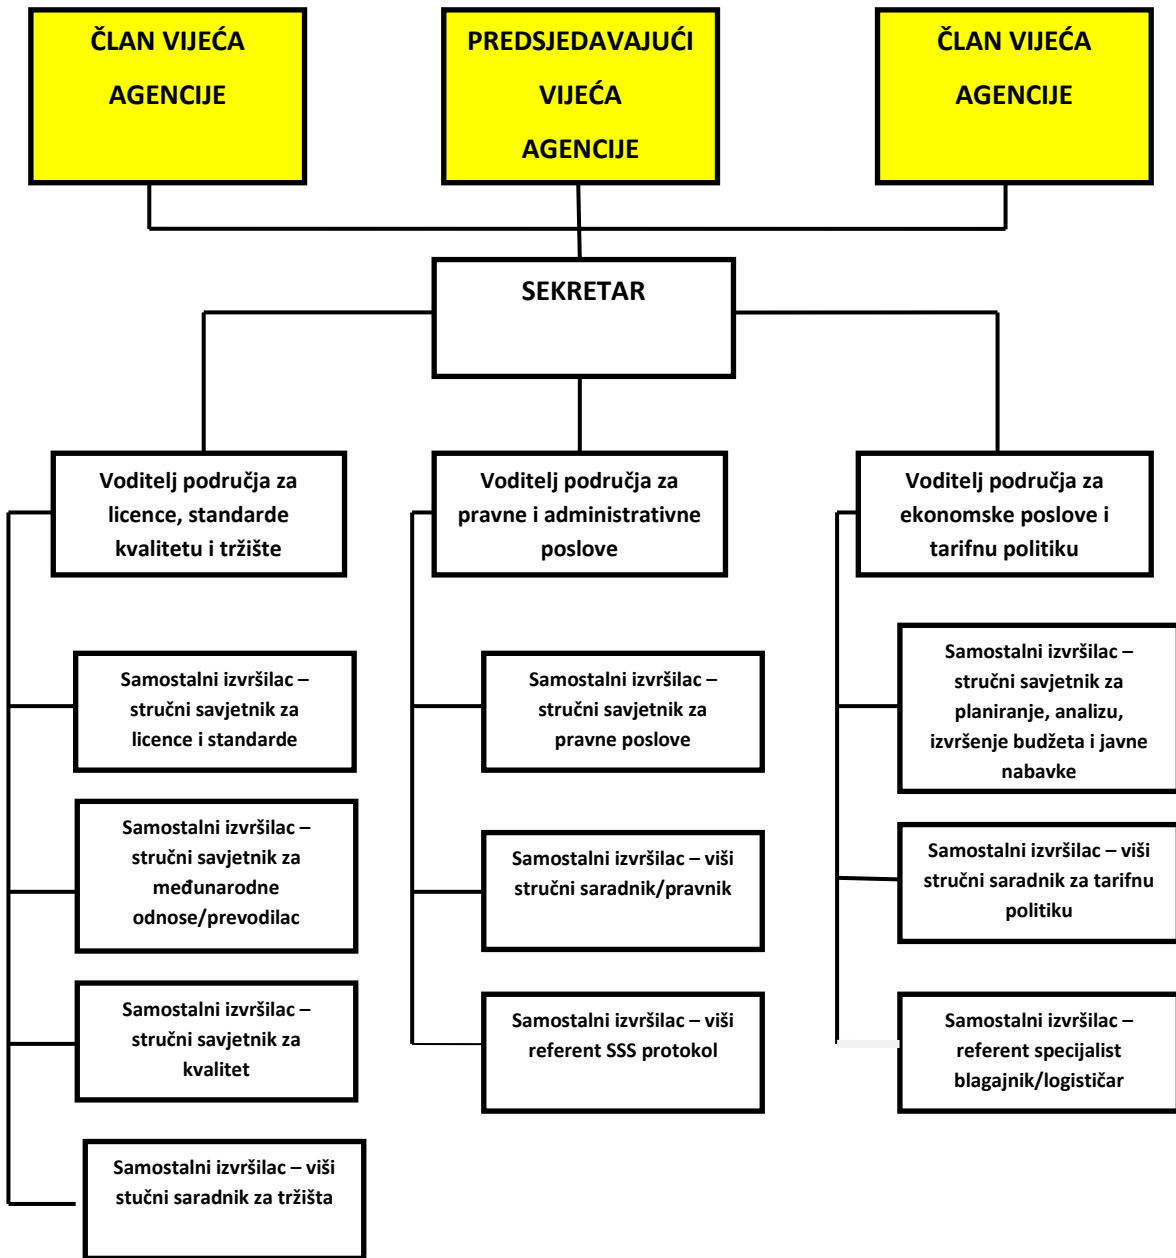 ČLAN VIJEĆA
AGENCIJE
PREDSJEDAVAJUĆI
VIJEĆA
AGENCIJE
ČLAN VIJEĆA
AGENCIJE
SEKRETAR
Voditelj područja za
licence, standarde
kvalitetu i tržište
Voditelj područja za
pravne i administrativne
poslove
Voditelj područja za
ekonomske poslove i
tarifnu politiku
Samostalni izvršilac –
stručni savjetnik za
licence i standarde
Samostalni izvršilac –
stručni savjetnik za
međunarodne
odnose/prevodilac
Samostalni izvršilac –
stručni savjetnik za
kvalitet
Samostalni izvršilac – viši
stučni saradnik za tržišta
Samostalni izvršilac –
stručni savjetnik za
pravne poslove
Samostalni izvršilac – viši
stručni saradnik/pravnik
Samostalni izvršilac – viši
referent SSS protokol
Samostalni izvršilac –
stručni savjetnik za
planiranje, analizu,
izvršenje budžeta i javne
nabavke
Samostalni izvršilac – viši
stručni saradnik za tarifnu
politiku
Samostalni izvršilac –
referent specijalist
blagajnik/logističar